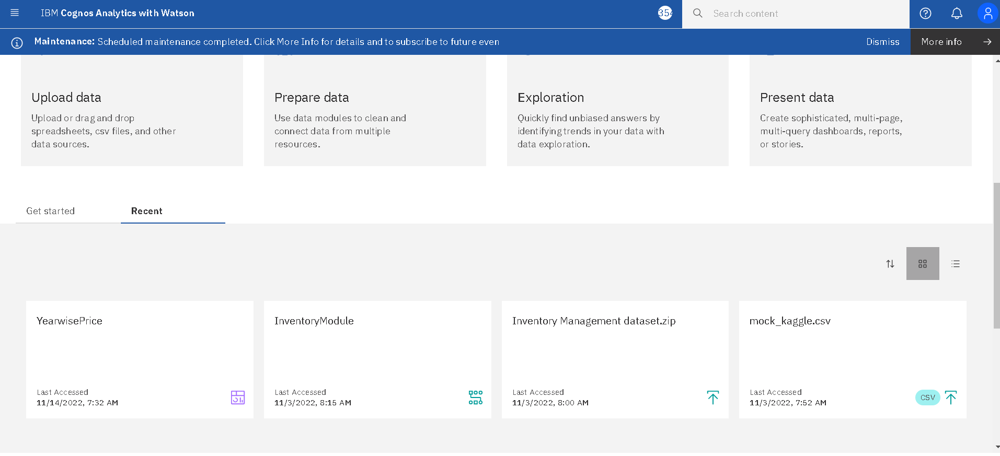 IBM Cognos Analytics with Watson
354
Search content
Maintenance: Scheduled maintenance completed. Click More Info for details and to subscribe to future even
Dismiss
More info
Upload data
Upload or drag and drop
spreadsheets, csv files, and other
data sources.
Prepare data
Use data modules to clean and
connect data from multiple
resources.
Exploration
Quickly find unbiased answers by
identifying trends in your data with
data exploration.
Present data
Create sophisticated, multi-page,
multi-query dashboards, reports,
or stories.
Get started
Recent
YearwisePrice
Last Accessed
11/14/2022, 7:32 AM
InventoryModule
Last Accessed
11/3/2022, 8:15 AM
Inventory Management dataset.zip
Last Accessed
11/3/2022, 8:00 AM
mock_kaggle.csv
Last Accessed
11/3/2022, 7:52 AM
CSV